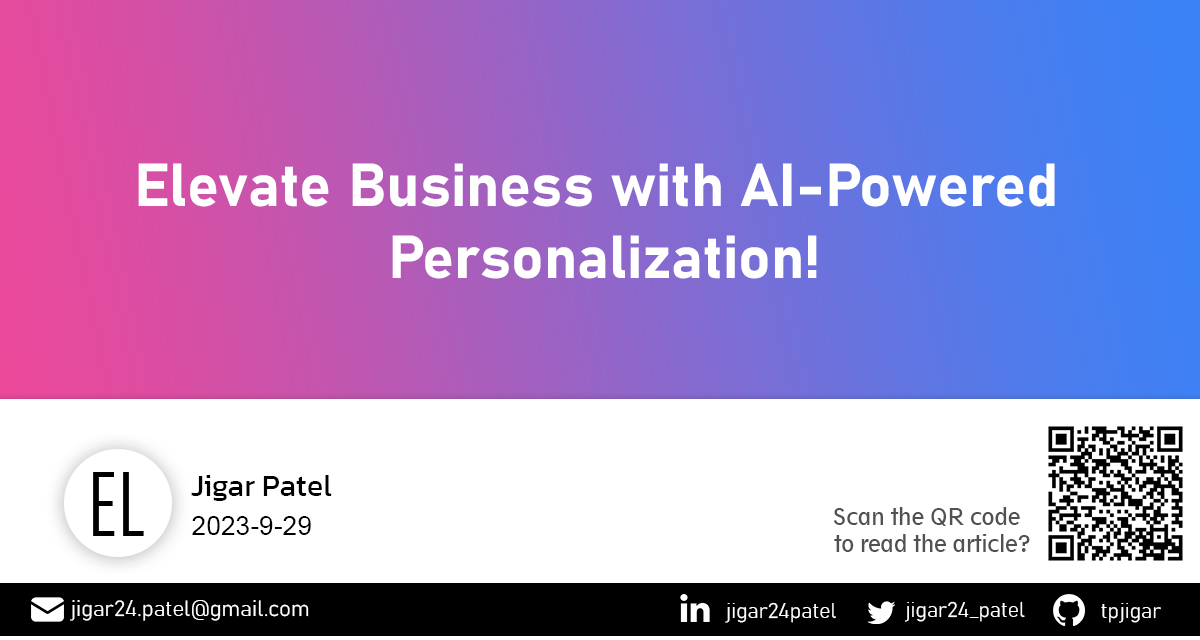 Elevate Business with AI-Powered
Personalization!
EL
Jigar Patel
2023-9-29
Scan the QR code
to read the article?
jigar24.patel@gmail.com
in jigar24patel
jigar24_patel
tpjigar